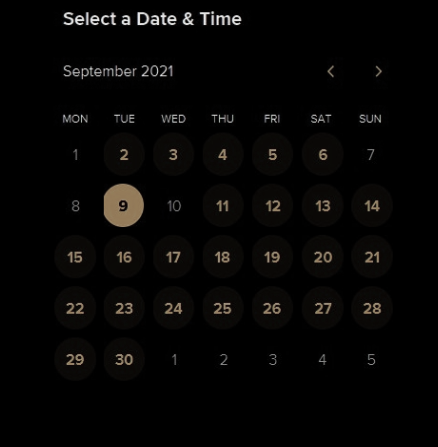 Select a Date & Time
September 2021
MON TUE WED THU FRI SAT SUN
1 2 3 4 5 6 7
8 9 10 11 12 13 14
15 16 17 18 19 20 21
22 23 24 25 26 27 28
29 30 1 2 3 4 5